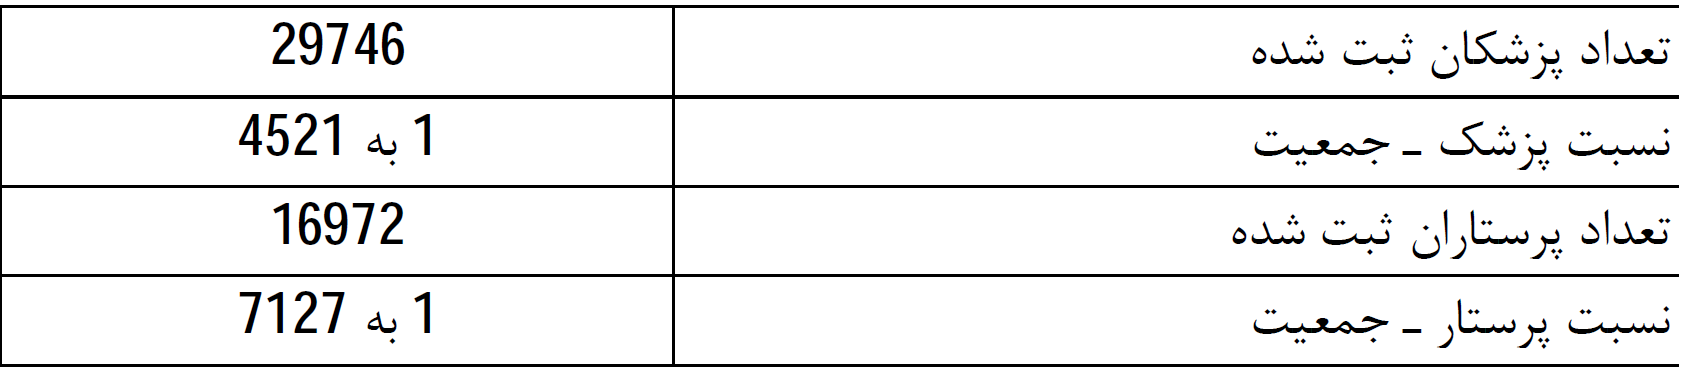 تعداد پزشکان ثبت شده 29746
نسبت پزشک ـ جمعیت 1 به 4521
تعداد پرستاران ثبت شده 16972
نسبت پرستار ـ جمعیت 1 به 7127